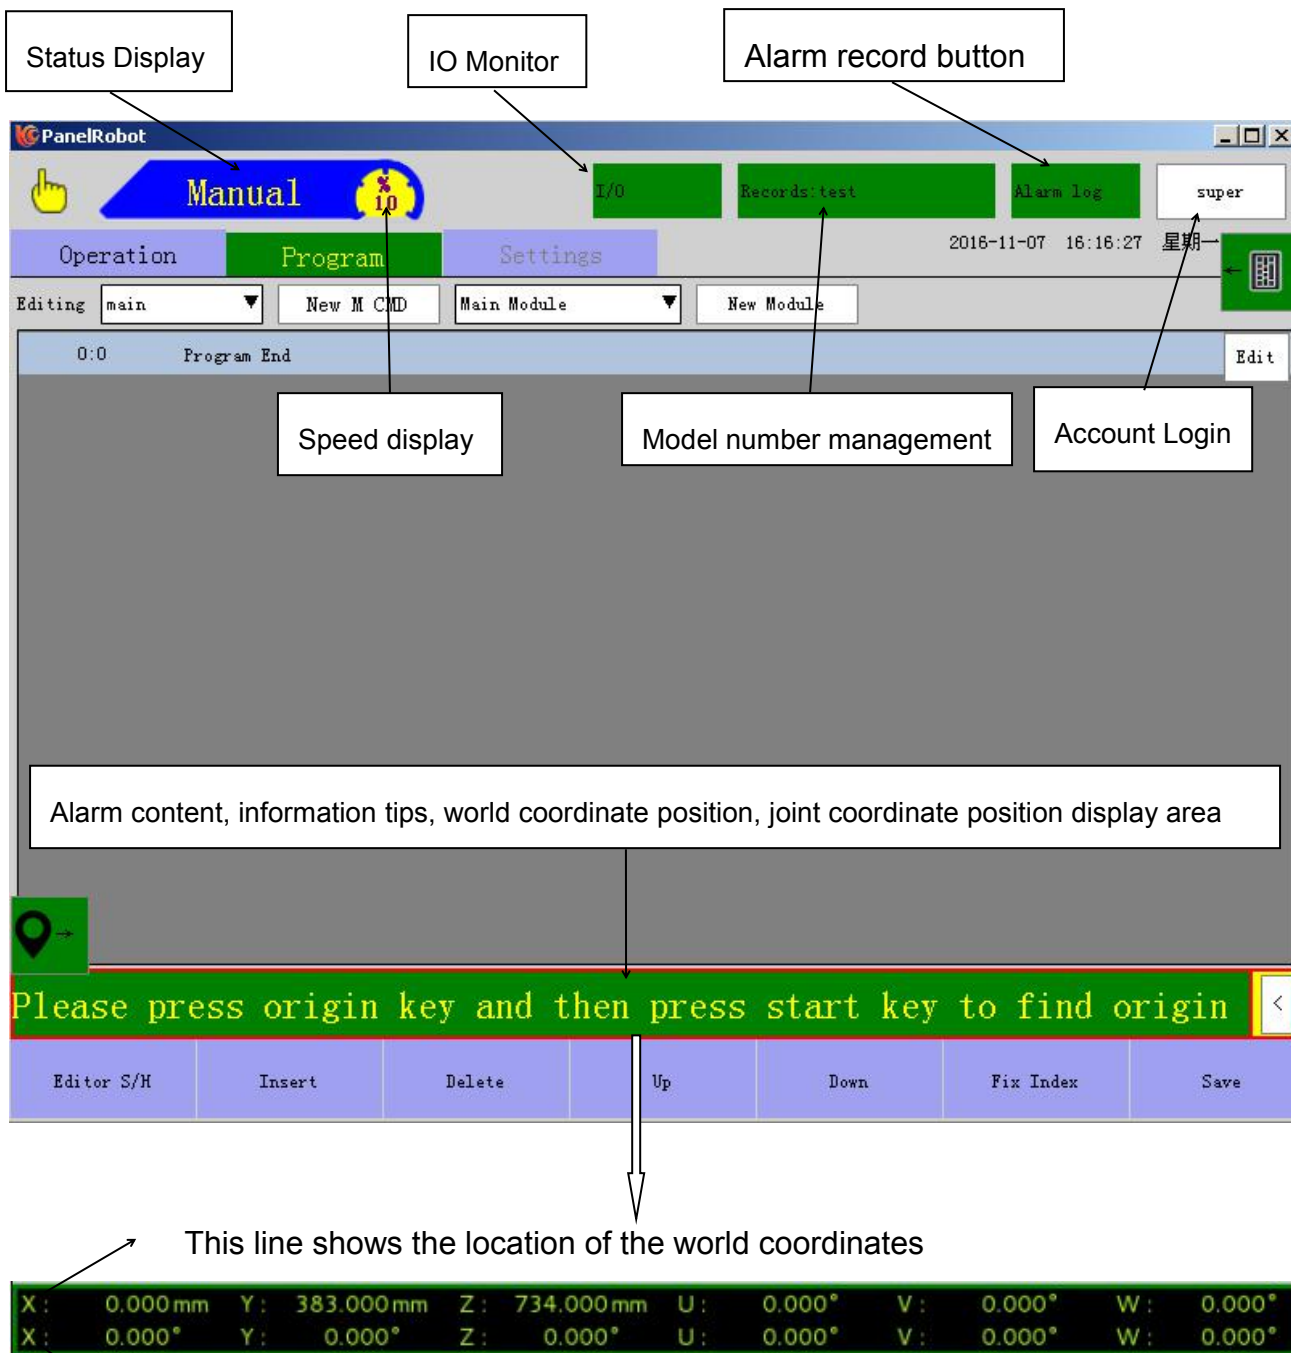 Status Display
IO Monitor
Alarm record button
PanelRobot
Manual
%
10
I/O
Records:test
Alarm log
super
Operation
Program
Settings
2016-11-07 16:16:27 星期一
Editing main
New M CMD
Main Module
New Module
0:0 Program End
Edit
Speed display
Model number management
Account Login
Alarm content, information tips, world coordinate position, joint coordinate position display area
Please press origin key and then press start key to find origin
<
Editor S/H
Insert
Delete
Up
Down
Fix Index
Save
This line shows the location of the world coordinates
X: 0.000mm Y: 383.000mm Z: 734.000mm U: 0.000° V: 0.000° W: 0.000°
X: 0.000° Y: 0.000° Z: 0.000° U: 0.000° V: 0.000° W: 0.000°